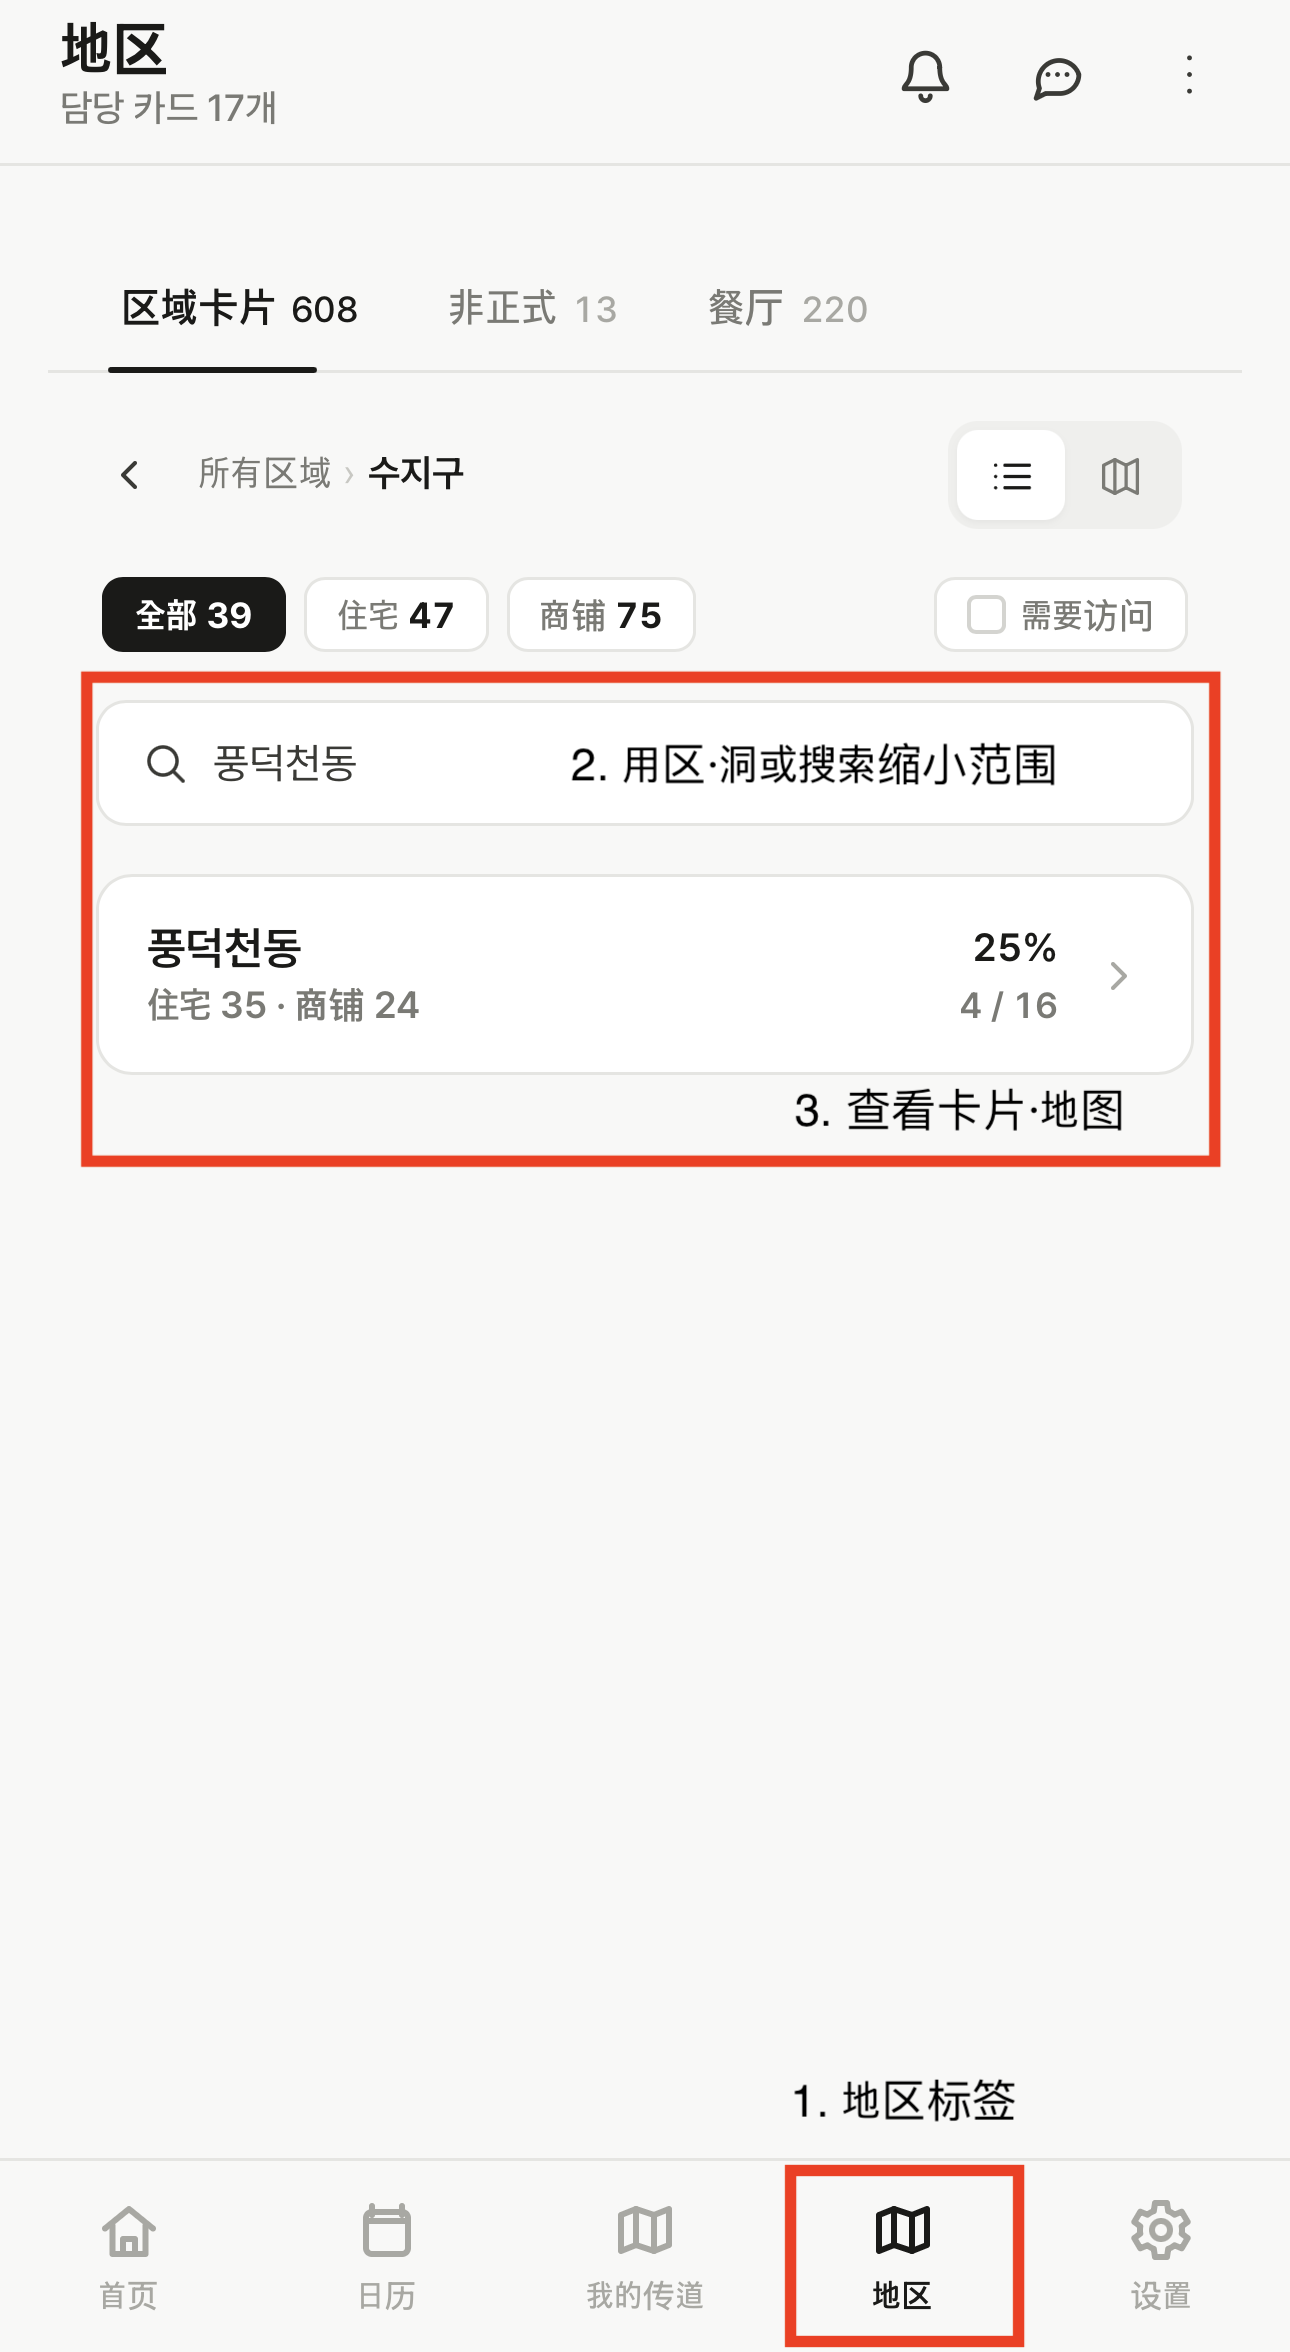 地区
담당 카드 17개
区域卡片 608 非正式 13 餐厅 220
所有区域 › 수지구
全部 39 住宅 47 商铺 75 需要访问
풍덕천동 2. 用区·洞或搜索缩小范围
풍덕천동 25%
住宅 35 · 商铺 24 4 / 16
3. 查看卡片·地图
1. 地区标签
首页 日历 我的传道 地区 设置